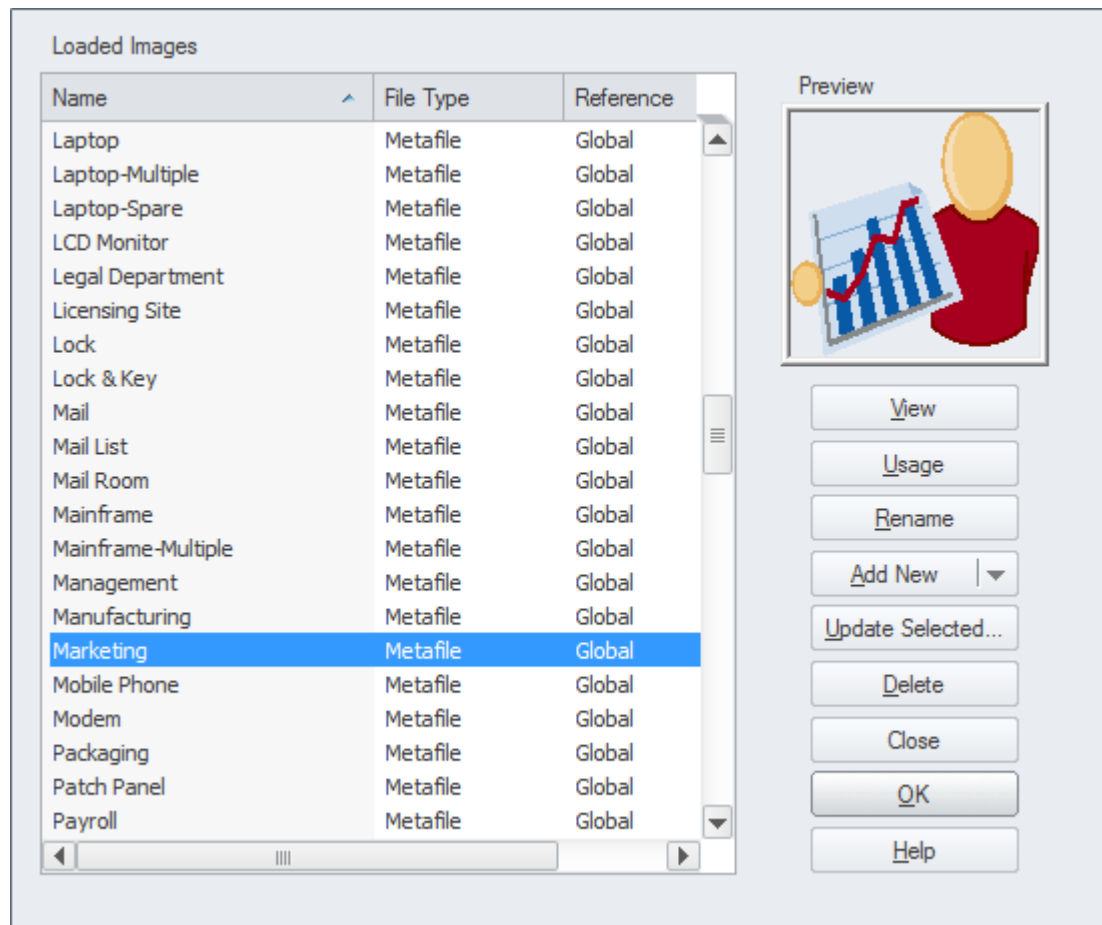 Loaded Images
Name File Type Reference
Laptop Metafile Global
Laptop-Multiple Metafile Global
Laptop-Spare Metafile Global
LCD Monitor Metafile Global
Legal Department Metafile Global
Licensing Site Metafile Global
Lock Metafile Global
Lock & Key Metafile Global
Mail Metafile Global
Mail List Metafile Global
Mail Room Metafile Global
Mainframe Metafile Global
Mainframe-Multiple Metafile Global
Management Metafile Global
Manufacturing Metafile Global
Marketing Metafile Global
Mobile Phone Metafile Global
Modem Metafile Global
Packaging Metafile Global
Patch Panel Metafile Global
Payroll Metafile Global
Preview
View
Usage
Rename
Add New
Update Selected...
Delete
Close
OK
Help